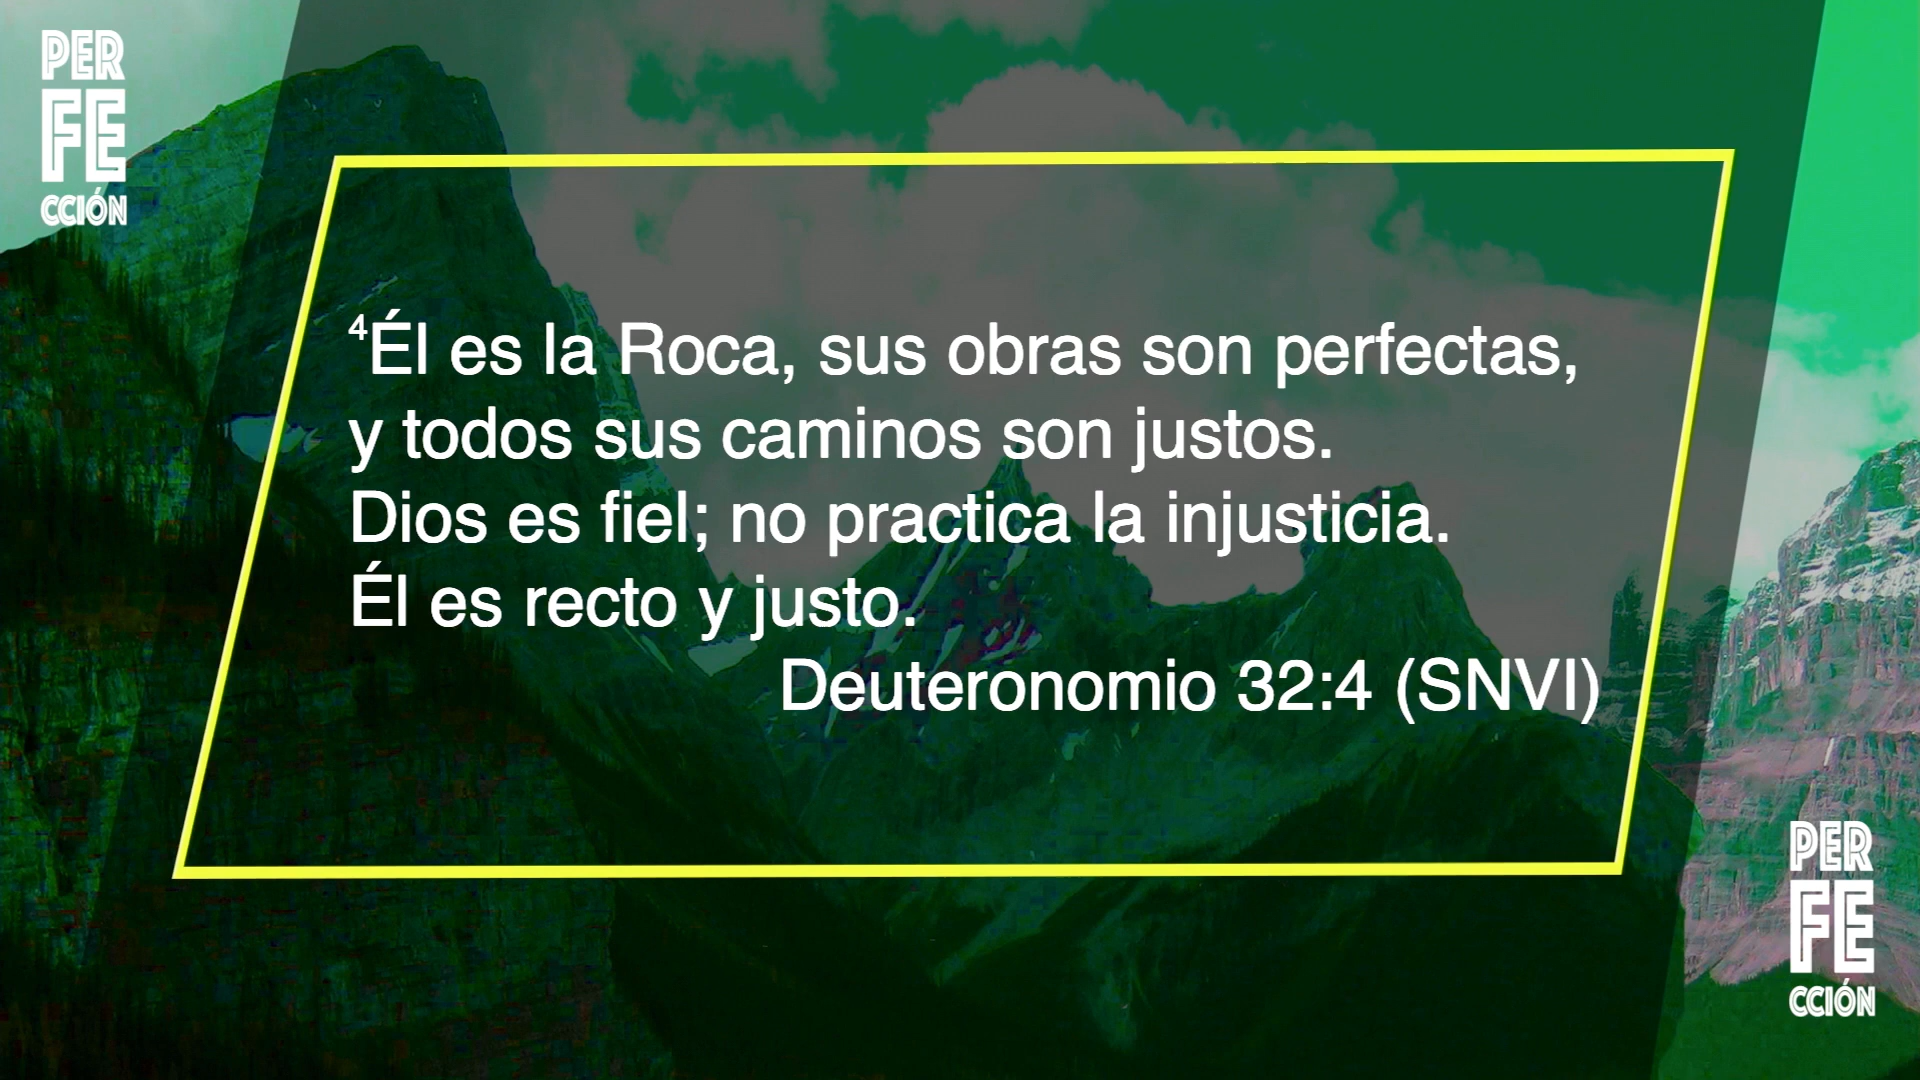 PER
FE
CCIÓN
⁴Él es la Roca, sus obras son perfectas,
y todos sus caminos son justos.
Dios es fiel; no practica la injusticia.
Él es recto y justo.
Deuteronomio 32:4 (SNVI)
PER
FE
CCIÓN